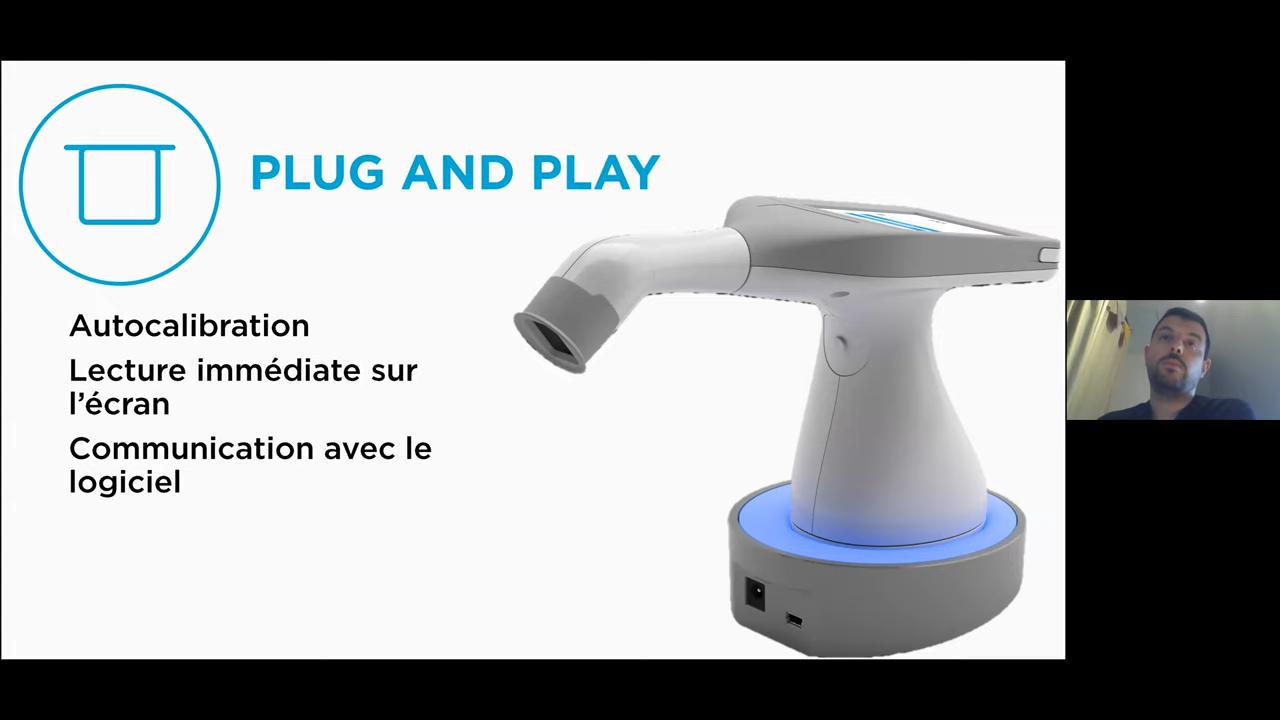 PLUG AND PLAY
Autocalibration
Lecture immédiate sur
l’écran
Communication avec le
logiciel